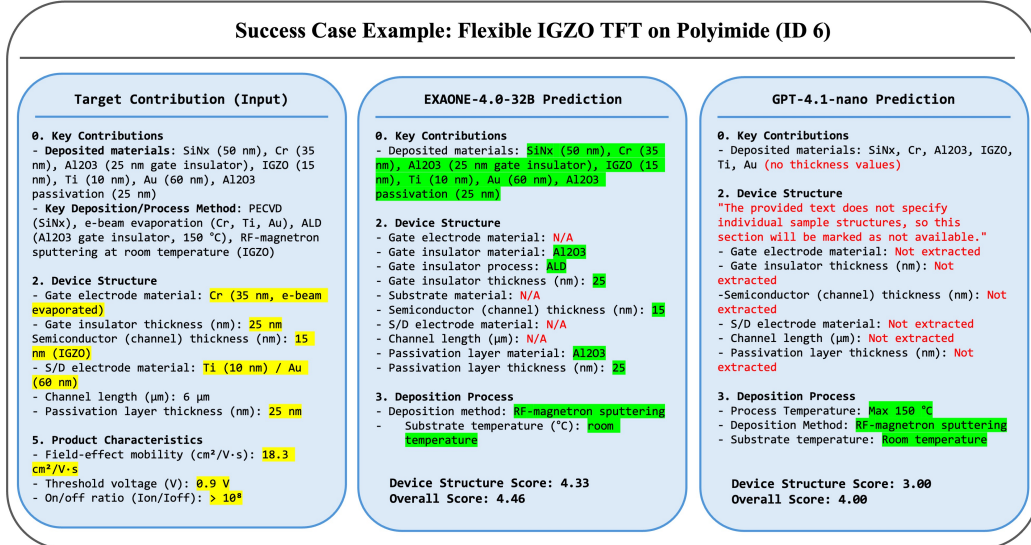 Success Case Example: Flexible IGZO TFT on Polyimide (ID 6)
Target Contribution (Input)
0. Key Contributions
- Deposited materials: SiNx (50 nm), Cr (35
nm), Al2O3 (25 nm gate insulator), IGZO (15
nm), Ti (10 nm), Au (60 nm), Al2O3
passivation (25 nm)
- Key Deposition/Process Method: PECVD
(SiNx), e-beam evaporation (Cr, Ti, Au), ALD
(Al2O3 gate insulator, 150 °C), RF-magnetron
sputtering at room temperature (IGZO)
2. Device Structure
- Gate electrode material: Cr (35 nm, e-beam
evaporated)
- Gate insulator thickness (nm): 25 nm
Semiconductor (channel) thickness (nm): 15
nm (IGZO)
- S/D electrode material: Ti (10 nm) / Au
(60 nm)
- Channel length (μm): 6 μm
- Passivation layer thickness (nm): 25 nm
5. Product Characteristics
- Field-effect mobility (cm²/V·s): 18.3
cm²/V·s
- Threshold voltage (V): 0.9 V
- On/off ratio (Ion/Ioff): > 10⁸
EXAONE-4.0-32B Prediction
0. Key Contributions
- Deposited materials: SiNx (50 nm), Cr (35
nm), Al2O3 (25 nm gate insulator), IGZO (15
nm), Ti (10 nm), Au (60 nm), Al2O3
passivation (25 nm)
2. Device Structure
- Gate electrode material: N/A
- Gate insulator material: Al2O3
- Gate insulator process: ALD
- Gate insulator thickness (nm): 25
- Substrate material: N/A
- Semiconductor (channel) thickness (nm): 15
- S/D electrode material: N/A
- Channel length (μm): N/A
- Passivation layer material: Al2O3
- Passivation layer thickness (nm): 25
3. Deposition Process
- Deposition method: RF-magnetron sputtering
- Substrate temperature (°C): room
temperature
Device Structure Score: 4.33
Overall Score: 4.46
GPT-4.1-nano Prediction
0. Key Contributions
- Deposited materials: SiNx, Cr, Al2O3, IGZO,
Ti, Au (no thickness values)
2. Device Structure
"The provided text does not specify
individual sample structures, so this
section will be marked as not available."
- Gate electrode material: Not extracted
- Gate insulator thickness (nm): Not
extracted
-Semiconductor (channel) thickness (nm): Not
extracted
- S/D electrode material: Not extracted
- Channel length (μm): Not extracted
- Passivation layer thickness (nm): Not
extracted
3. Deposition Process
- Process Temperature: Max 150 °C
- Deposition Method: RF-magnetron sputtering
- Substrate temperature: Room temperature
Device Structure Score: 3.00
Overall Score: 4.00